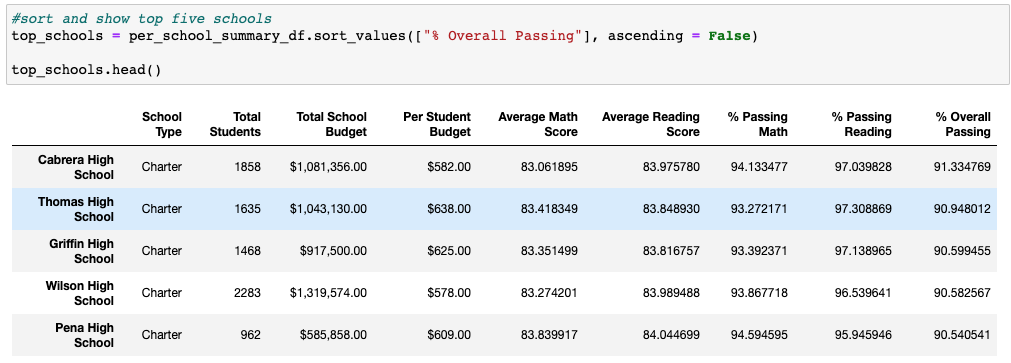 #sort and show top five schools
top_schools = per_school_summary_df.sort_values(["% Overall Passing"], ascending = False)
top_schools.head()
School Type Total Students Total School Budget Per Student Budget Average Math Score Average Reading Score % Passing Math % Passing Reading % Overall Passing
Cabrera High School Charter 1858 $1,081,356.00 $582.00 83.061895 83.975780 94.133477 97.039828 91.334769
Thomas High School Charter 1635 $1,043,130.00 $638.00 83.418349 83.848930 93.272171 97.308869 90.948012
Griffin High School Charter 1468 $917,500.00 $625.00 83.351499 83.816757 93.392371 97.138965 90.599455
Wilson High School Charter 2283 $1,319,574.00 $578.00 83.274201 83.989488 93.867718 96.539641 90.582567
Pena High School Charter 962 $585,858.00 $609.00 83.839917 84.044699 94.594595 95.945946 90.540541